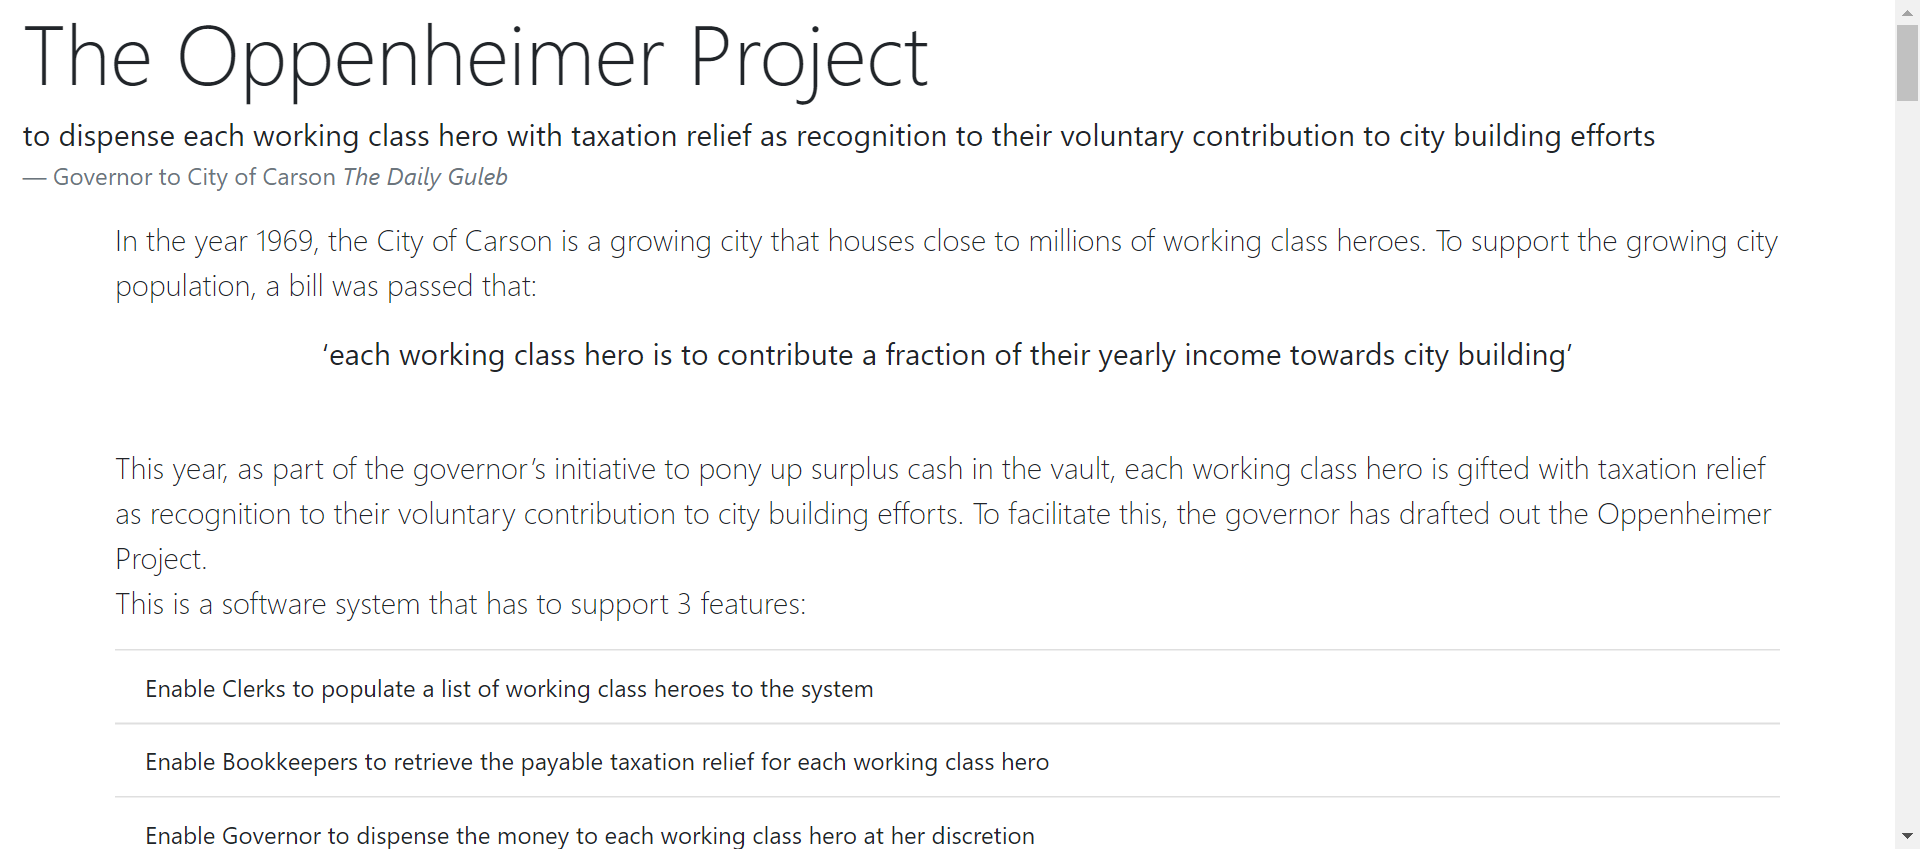 The Oppenheimer Project
to dispense each working class hero with taxation relief as recognition to their voluntary contribution to city building efforts
— Governor to City of Carson The Daily Guleb
In the year 1969, the City of Carson is a growing city that houses close to millions of working class heroes. To support the growing city
population, a bill was passed that:
‘each working class hero is to contribute a fraction of their yearly income towards city building’
This year, as part of the governor’s initiative to pony up surplus cash in the vault, each working class hero is gifted with taxation relief
as recognition to their voluntary contribution to city building efforts. To facilitate this, the governor has drafted out the Oppenheimer
Project.
This is a software system that has to support 3 features:
Enable Clerks to populate a list of working class heroes to the system
Enable Bookkeepers to retrieve the payable taxation relief for each working class hero
Enable Governor to dispense the money to each working class hero at her discretion